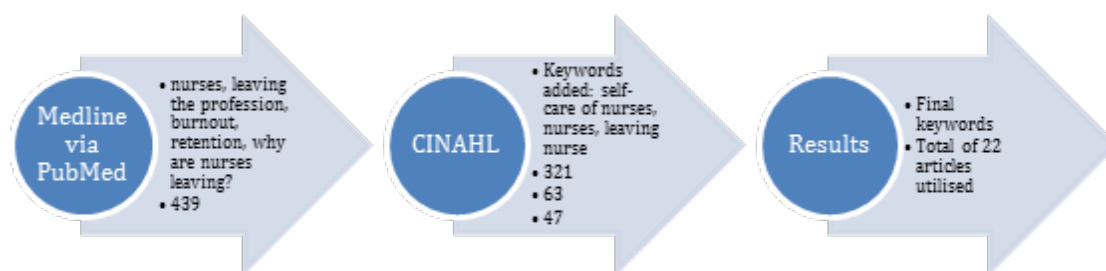 Medline
via
PubMed
• nurses, leaving
the profession,
burnout,
retention, why
are nurses
leaving?
• 439
CINAHL
• Keywords
added: self-
care of nurses,
nurses, leaving
nurse
• 321
• 63
• 47
Results
• Final
keywords
• Total of 22
articles
utilised